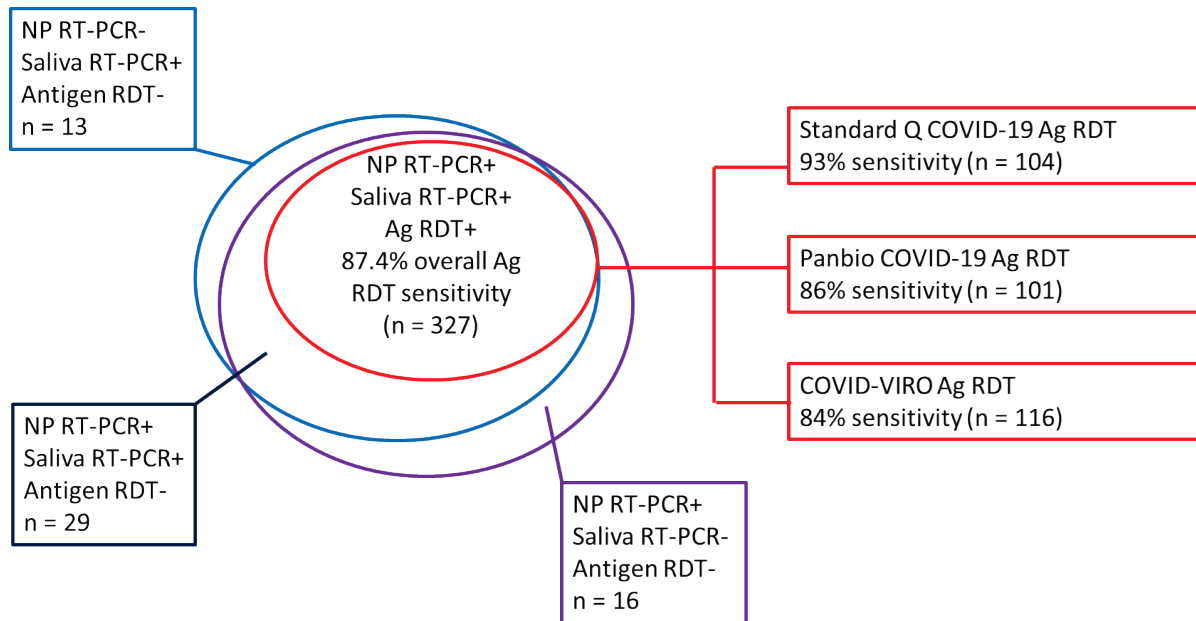 NP RT-PCR-
Saliva RT-PCR+
Antigen RDT-
n = 13
NP RT-PCR+
Saliva RT-PCR+
Ag RDT+
87.4% overall Ag
RDT sensitivity
(n = 327)
Standard Q COVID-19 Ag RDT
93% sensitivity (n = 104)
Panbio COVID-19 Ag RDT
86% sensitivity (n = 101)
COVID-VIRO Ag RDT
84% sensitivity (n = 116)
NP RT-PCR+
Saliva RT-PCR+
Antigen RDT-
n = 29
NP RT-PCR+
Saliva RT-PCR-
Antigen RDT-
n = 16